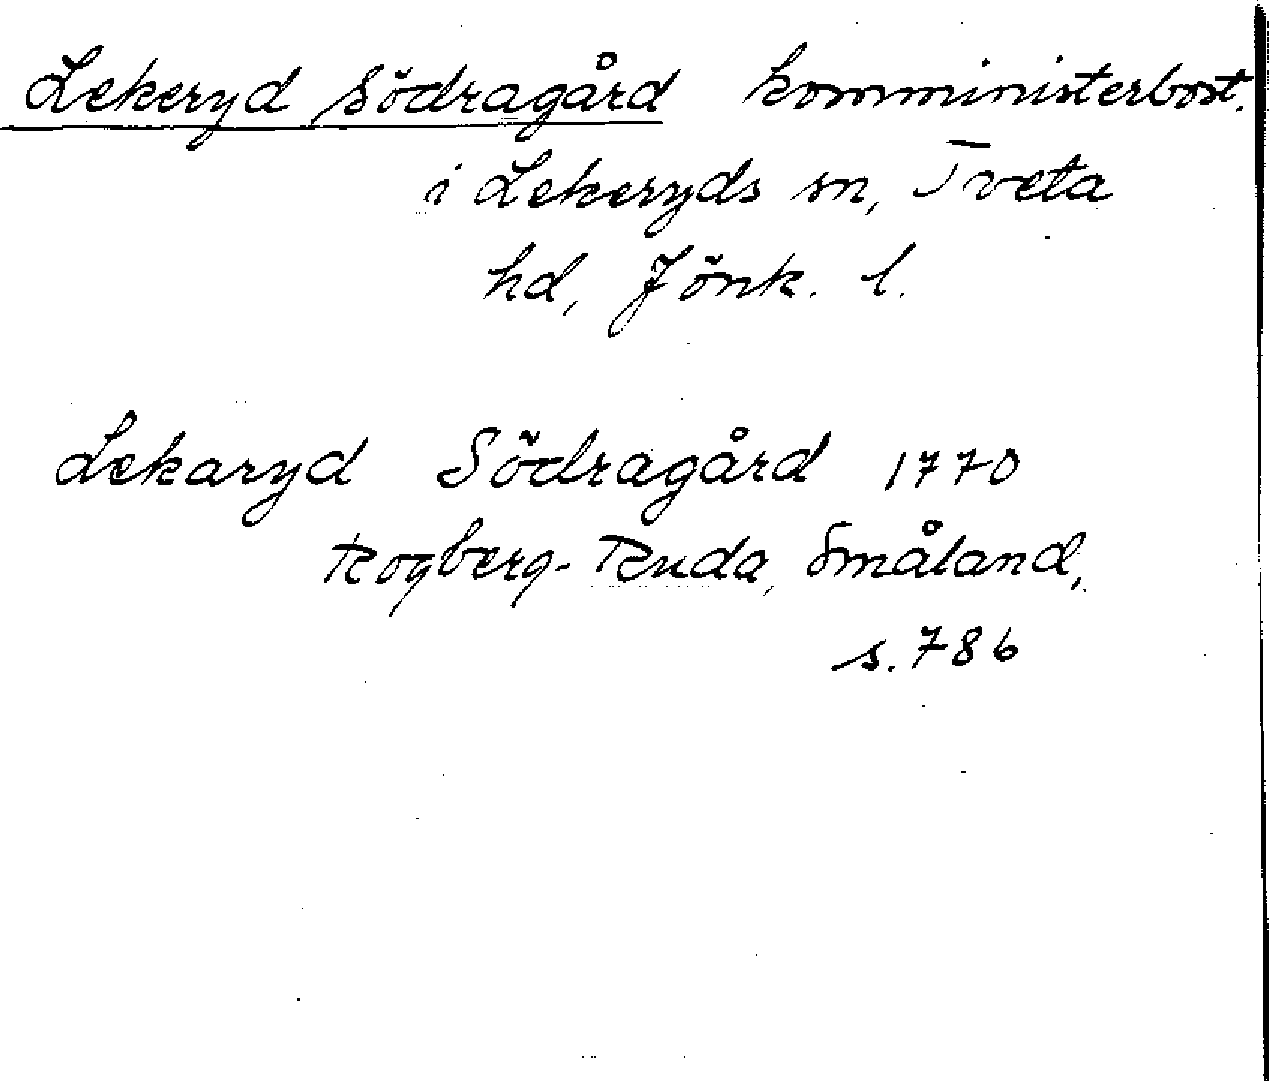 Lekeryd Södragård komministerbost.
i Lekeryds sn, Tveta
hd, Jönk. l.
Lekaryd Södragård 1770
Rogberg-Ruda, Småland,
s. 786